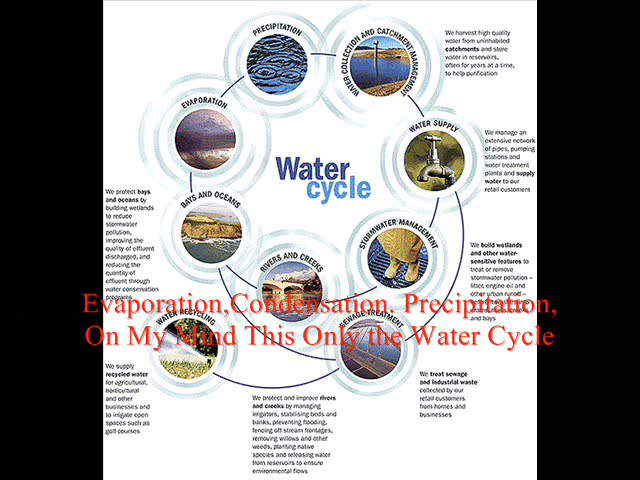 PRECIPITATION
WATER COLLECTION AND CATCHMENT MANAGEMENT
We harvest high quality
water from uninhabited
catchments and store
water in reservoirs,
often for years at a time,
to help purification
EVAPORATION
WATER SUPPLY
We manage an
extensive network
of pipes, pumping
stations and
water treatment
plants and supply
water to our
retail customers
Water
cycle
BAYS AND OCEANS
We protect bays
and oceans by
building wetlands
to reduce
stormwater
pollution,
improving the
quality of effluent
discharged, and
reducing the
quantity of
effluent through
water conservation
programs
STORMWATER MANAGEMENT
We build wetlands
and other water-
sensitive features to
treat or remove
stormwater pollution –
litter, engine oil and
other urban runoff –
and bays
RIVERS AND CREEKS
Evaporation,Condensation, Precipitation,
On My Mind This Only the Water Cycle
WATER RECYCLING
SEWAGE TREATMENT
We supply
recycled water
for agricultural,
horticultural
and other
businesses and
to irrigate open
spaces such as
golf courses
We treat sewage
and industrial waste
collected by our
retail customers
from homes and
businesses
We protect and improve rivers
and creeks by managing
irrigators, stabilising beds and
banks, preventing flooding,
fencing off stream frontages,
removing willows and other
weeds, planting native
species and releasing water
from reservoirs to ensure
environmental flows